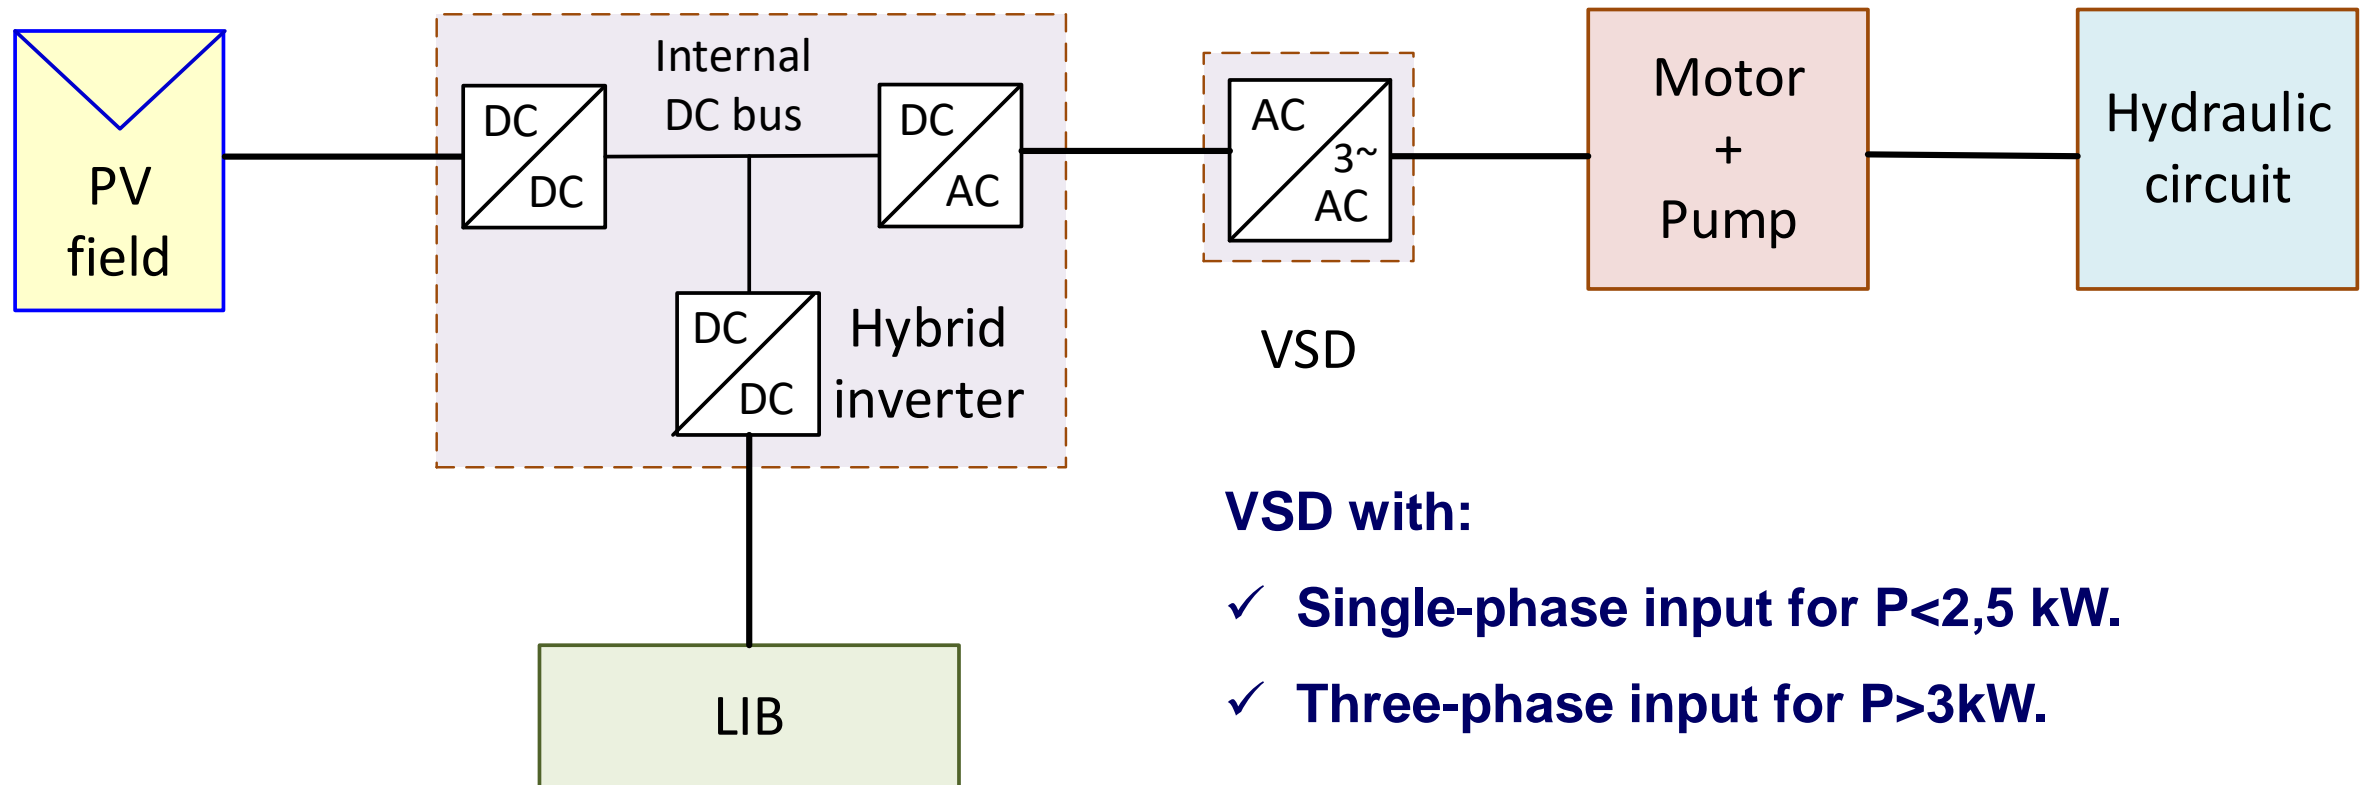 PV
field
DC
DC
Internal
DC bus
DC
AC
DC
DC
Hybrid
inverter
LIB
AC
3~
AC
VSD
Motor
+
Pump
Hydraulic
circuit
VSD with:
✓ Single-phase input for P<2,5 kW.
✓ Three-phase input for P>3kW.